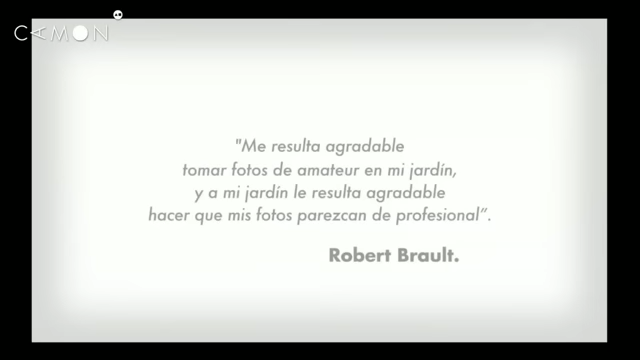 CAMON
"Me resulta agradable
tomar fotos de amateur en mi jardín,
y a mi jardín le resulta agradable
hacer que mis fotos parezcan de profesional”.
Robert Brault.